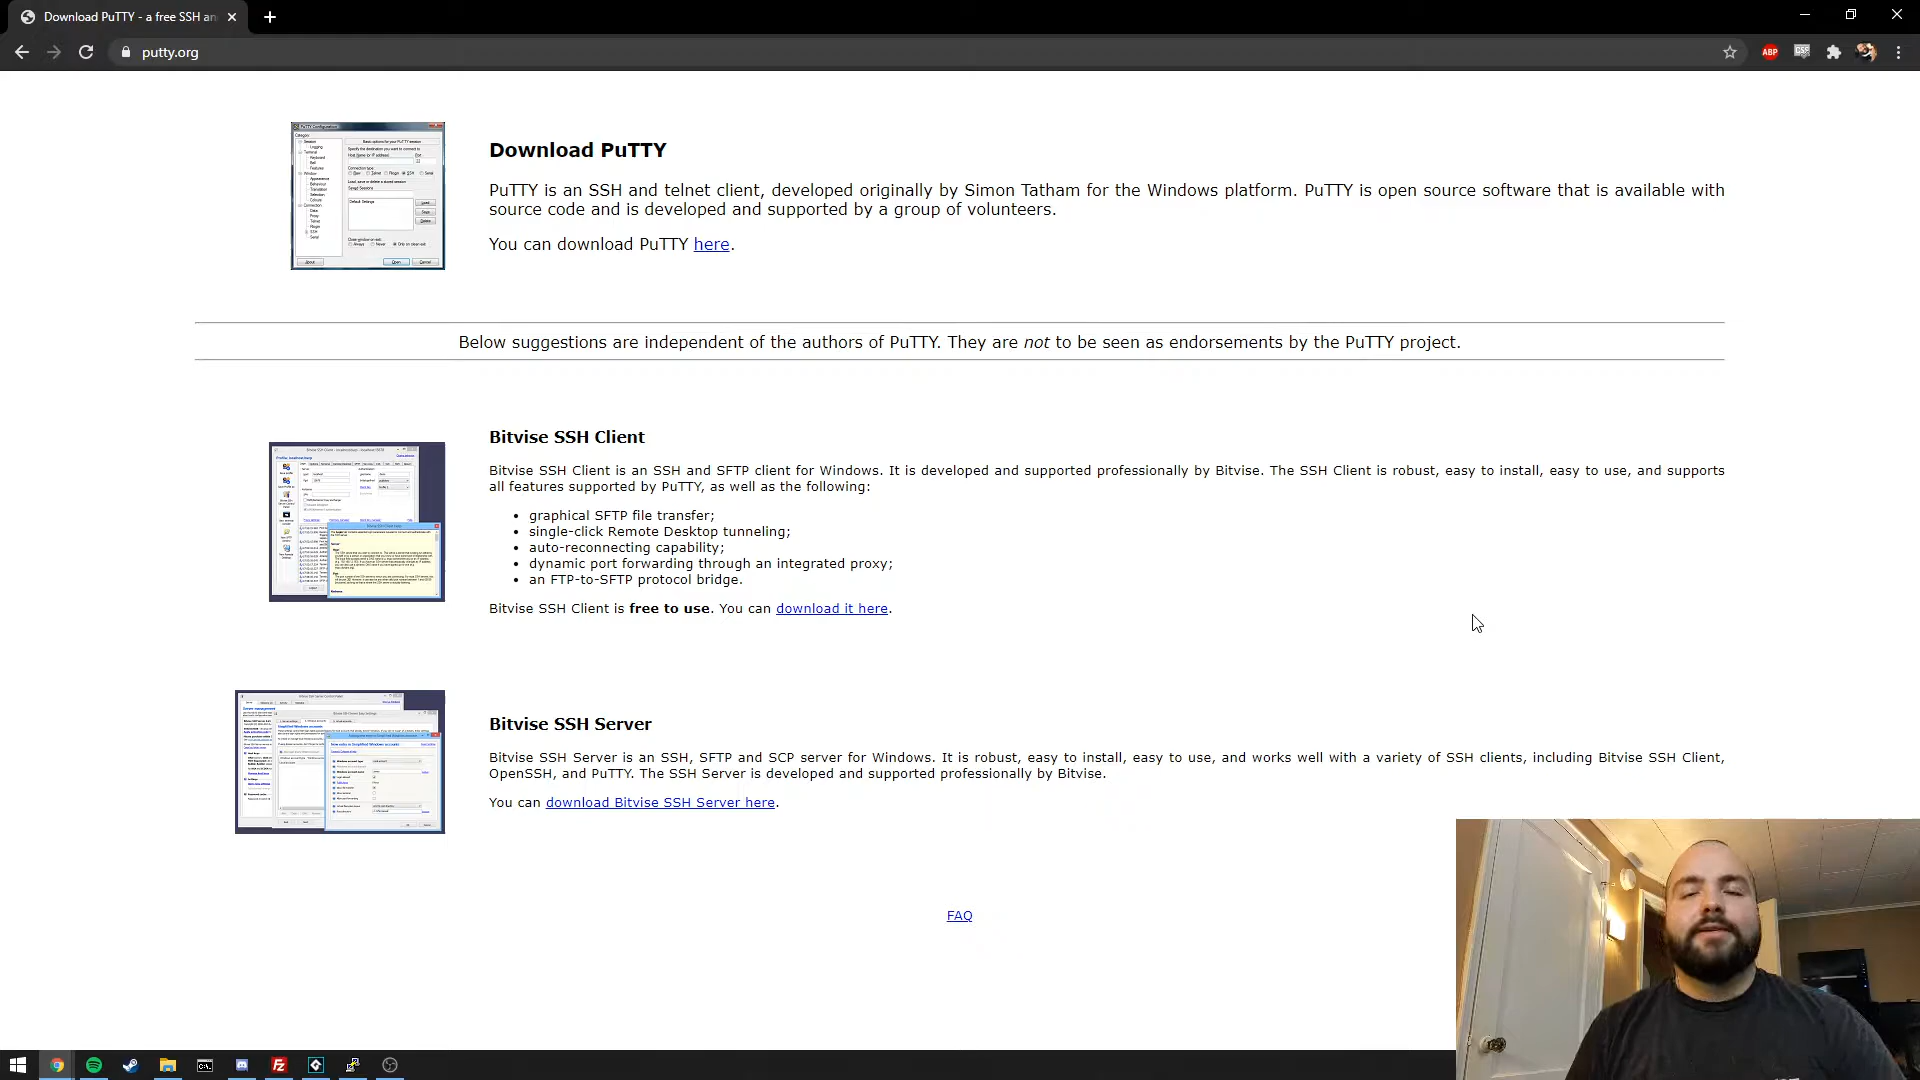 Download PuTTY - a free SSH an
putty.org
ABP
Download PuTTY
PuTTY is an SSH and telnet client, developed originally by Simon Tatham for the Windows platform. PuTTY is open source software that is available with
source code and is developed and supported by a group of volunteers.
You can download PuTTY here.
Below suggestions are independent of the authors of PuTTY. They are not to be seen as endorsements by the PuTTY project.
Bitvise SSH Client
Bitvise SSH Client is an SSH and SFTP client for Windows. It is developed and supported professionally by Bitvise. The SSH Client is robust, easy to install, easy to use, and supports
all features supported by PuTTY, as well as the following:
• graphical SFTP file transfer;
• single-click Remote Desktop tunneling;
• auto-reconnecting capability;
• dynamic port forwarding through an integrated proxy;
• an FTP-to-SFTP protocol bridge.
Bitvise SSH Client is free to use. You can download it here.
Bitvise SSH Server
Bitvise SSH Server is an SSH, SFTP and SCP server for Windows. It is robust, easy to install, easy to use, and works well with a variety of SSH clients, including Bitvise SSH Client,
OpenSSH, and PuTTY. The SSH Server is developed and supported professionally by Bitvise.
You can download Bitvise SSH Server here.
FAQ